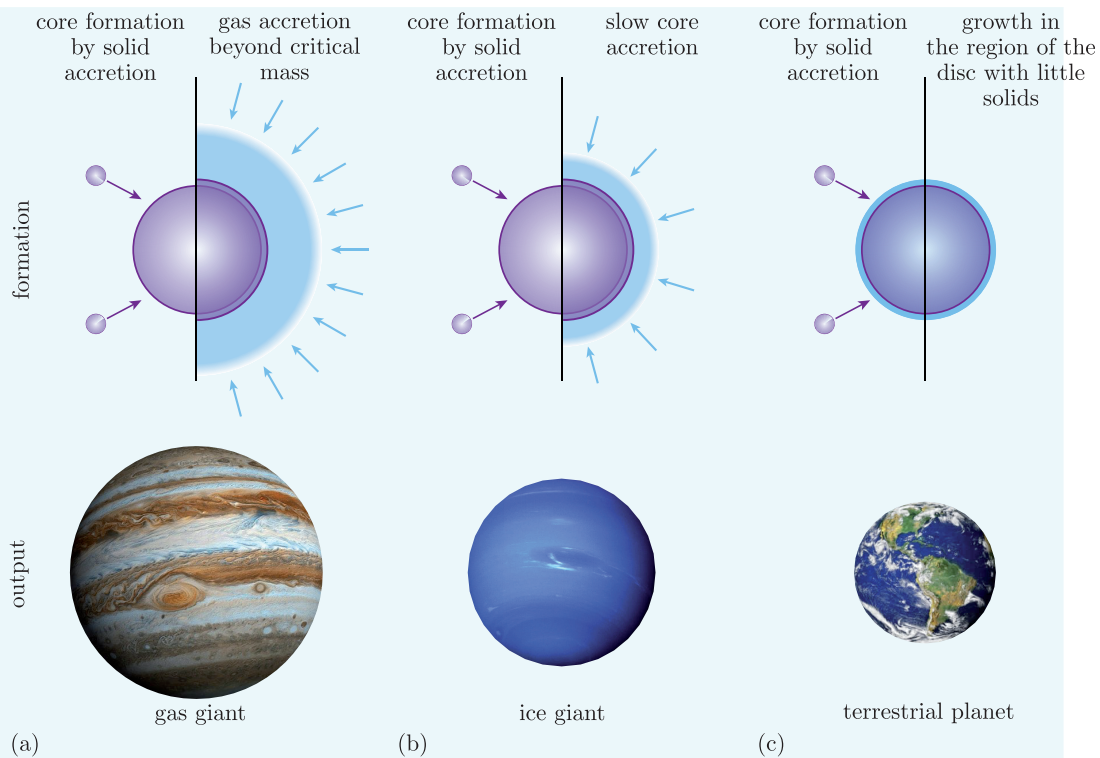 core formation
by solid
accretion
gas accretion
beyond critical
mass
core formation
by solid
accretion
slow core
accretion
core formation
by solid
accretion
growth in
the region of the
disc with little
solids
formation
output
gas giant
ice giant
terrestrial planet
(a)
(b)
(c)